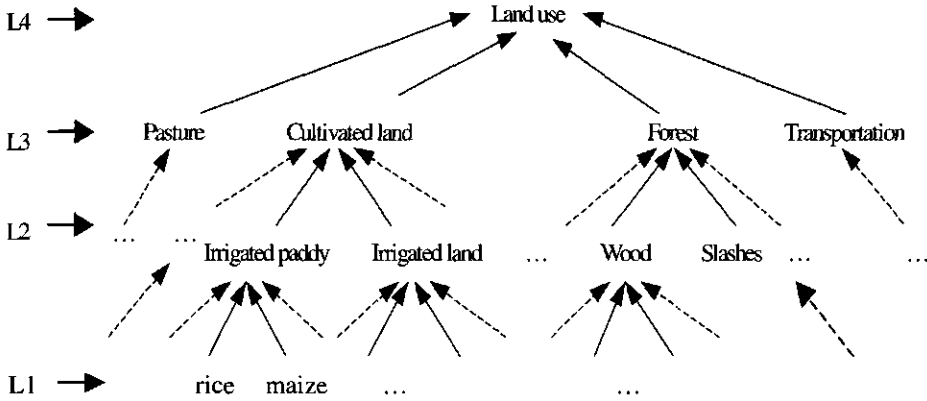 L4 Land use
L3 Pasture Cultivated land Forest Transportation
L2 ... ...
Irrigated paddy Irrigated land ... Wood Slashes ... ...
L1 rice maize ... ...